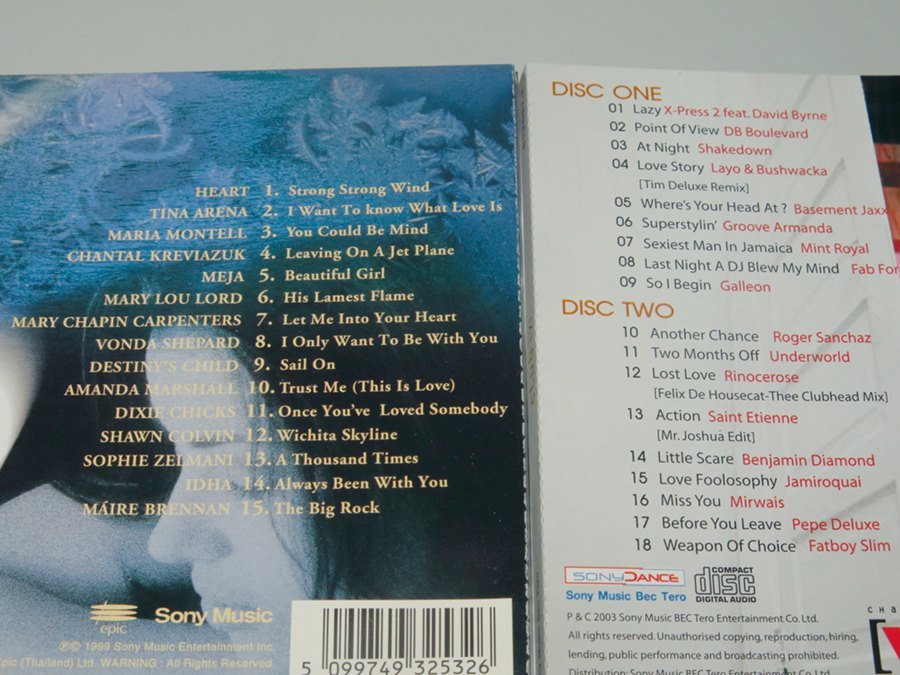 HEART 1. Strong Strong Wind
TINA ARENA 2. I Want To know What Love Is
MARIA MONTELL 3. You Could Be Mind
CHANTAL KREVIAZUK 4. Leaving On A Jet Plane
MEJA 5. Beautiful Girl
MARY LOU LORD 6. His Lamest Flame
MARY CHAPIN CARPENTERS 7. Let Me Into Your Heart
VONDA SHEPARD 8. I Only Want To Be With You
DESTINY'S CHILD 9. Sail On
AMANDA MARSHALL 10. Trust Me (This Is Love)
DIXIE CHICKS 11. Once You've Loved Somebody
SHAWN COLVIN 12. Wichita Skyline
SOPHIE ZELMANI 13. A Thousand Times
IDHA 14. Always Been With You
MÁIRE BRENNAN 15. The Big Rock
epic Sony Music
℗© 1999 Sony Music Entertainment Inc.
Epic (Thailand) Ltd. WARNING : All Rights Reserved.
5 099749 325326
DISC ONE
01 Lazy X-Press 2 feat. David Byrne
02 Point Of View DB Boulevard
03 At Night Shakedown
04 Love Story Layo & Bushwacka
[Tim Deluxe Remix]
05 Where's Your Head At ? Basement Jaxx
06 Superstylin' Groove Armanda
07 Sexiest Man In Jamaica Mint Royal
08 Last Night A DJ Blew My Mind Fab For
09 So I Begin Galleon
DISC TWO
10 Another Chance Roger Sanchaz
11 Two Months Off Underworld
12 Lost Love Rinocerose
[Felix De Housecat-Thee Clubhead Mix]
13 Action Saint Etienne
[Mr. Joshua Edit]
14 Little Scare Benjamin Diamond
15 Love Foolosophy Jamiroquai
16 Miss You Mirwais
17 Before You Leave Pepe Deluxe
18 Weapon Of Choice Fatboy Slim
SONYDANCE
Sony Music Bec Tero
COMPACT
disc
DIGITAL AUDIO
P & C 2003 Sony Music BEC Tero Entertainment Co. Ltd.
All rights reserved. Unauthorised copying, reproduction, hiring,
lending, public performance and broadcasting prohibited.
Distribution: Sony Music BEC Tero Entertainment Co. Ltd
C H A